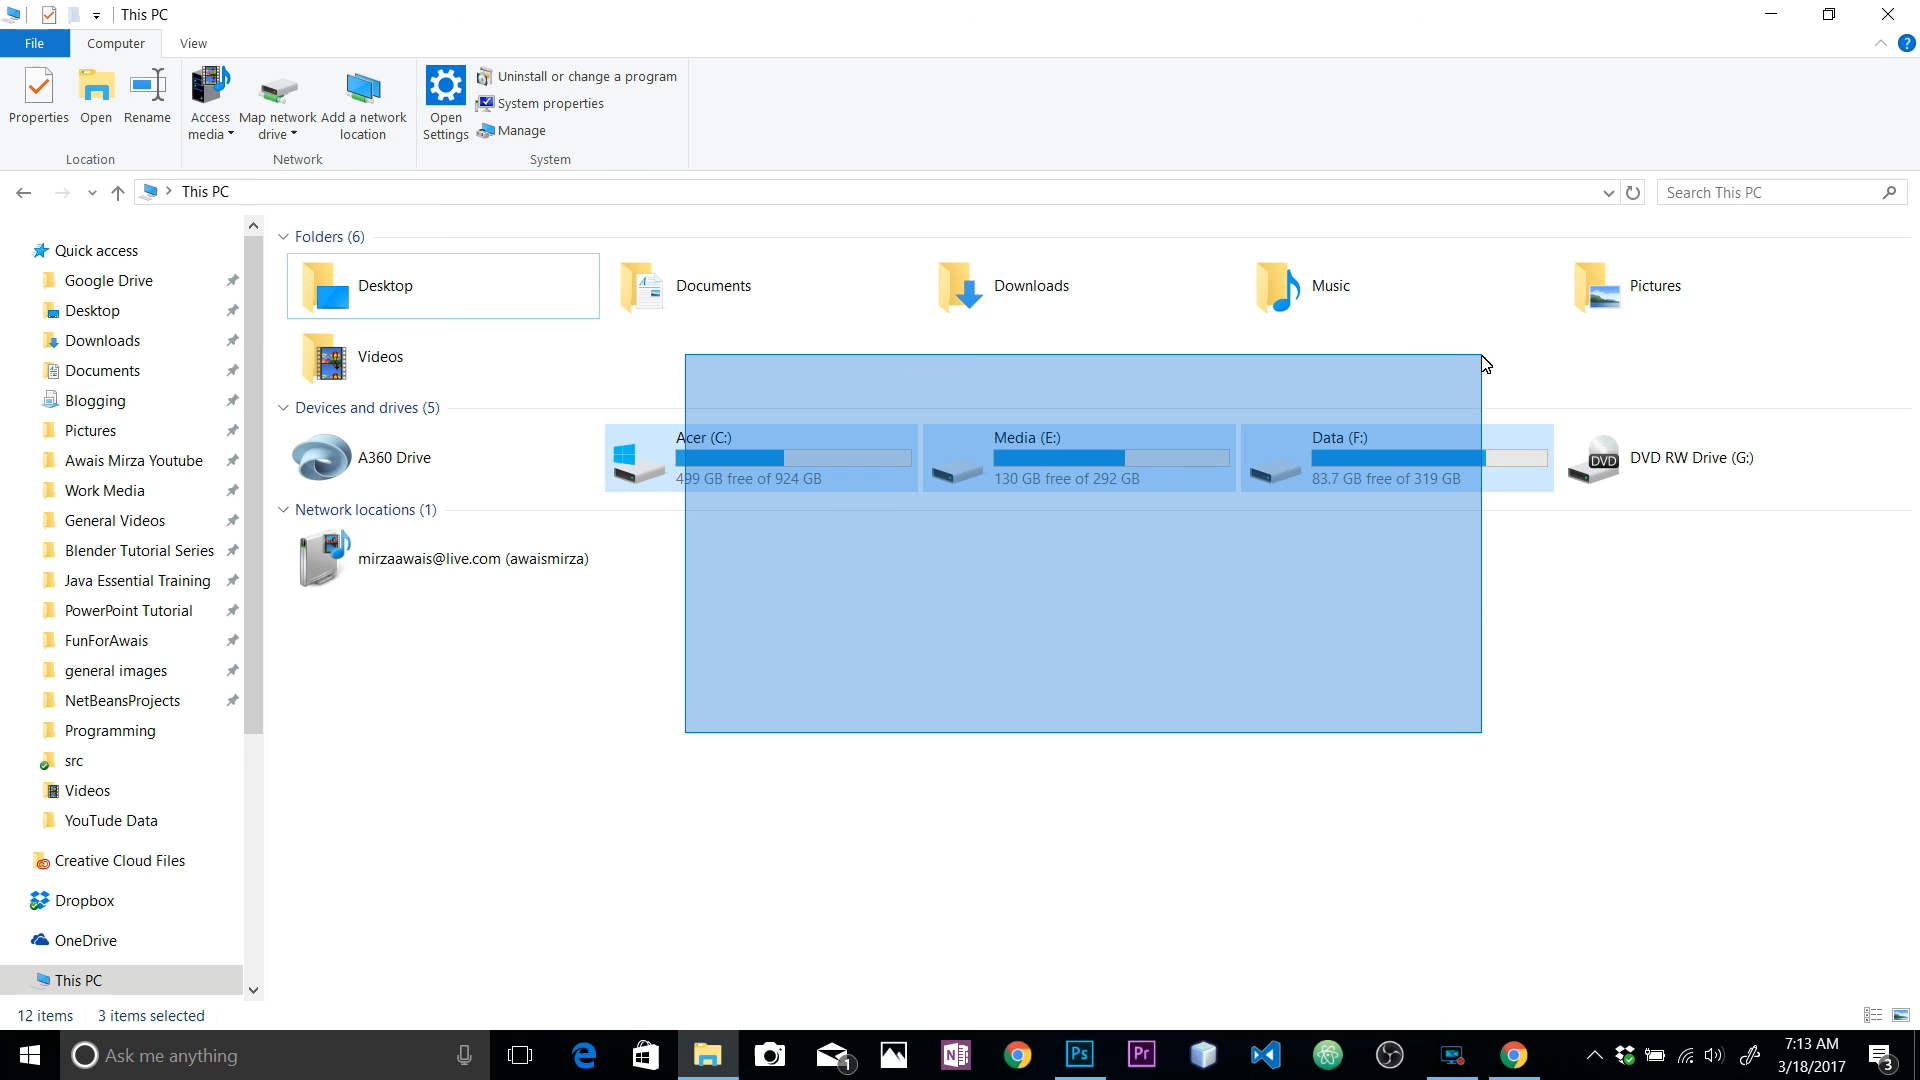 This PC
File Computer View
Properties Open Rename
Access media
Map network drive
Add a network location
Open Settings
Uninstall or change a program
System properties
Manage
Location Network System
This PC
Search This PC
Quick access
Google Drive
Desktop
Downloads
Documents
Blogging
Pictures
Awais Mirza Youtube
Work Media
General Videos
Blender Tutorial Series
Java Essential Training
PowerPoint Tutorial
FunForAwais
general images
NetBeansProjects
Programming
src
Videos
YouTude Data
Creative Cloud Files
Dropbox
OneDrive
This PC
Folders (6)
Desktop
Documents
Downloads
Music
Pictures
Videos
Devices and drives (5)
A360 Drive
Acer (C:)
499 GB free of 924 GB
Media (E:)
130 GB free of 292 GB
Data (F:)
83.7 GB free of 319 GB
DVD
DVD RW Drive (G:)
Network locations (1)
mirzaawais@live.com (awaismirza)
12 items 3 items selected
Ask me anything
1
N
Ps
Pr
7:13 AM
3/18/2017
3